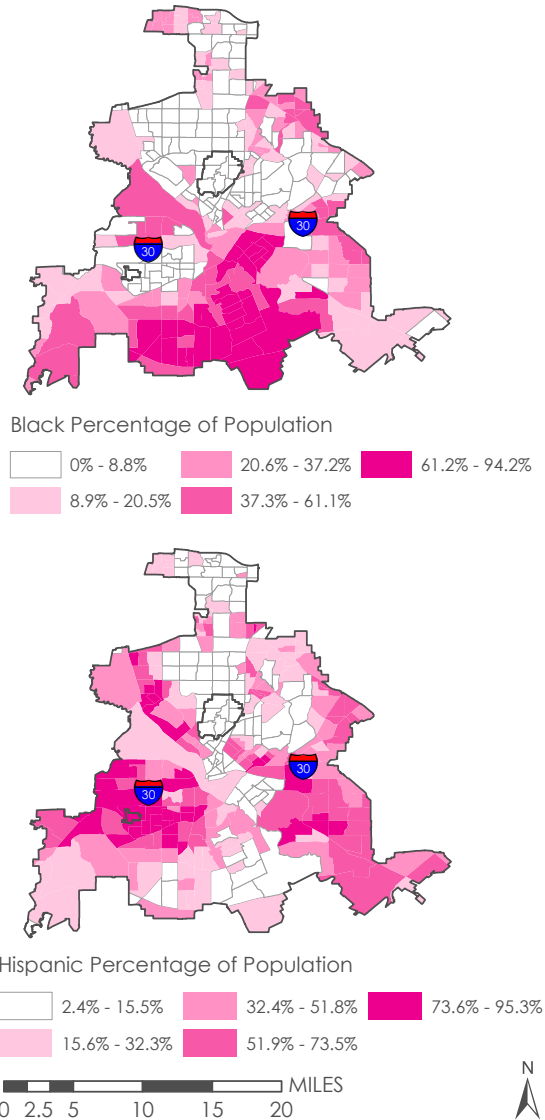 30
30
Black Percentage of Population
0% - 8.8%
20.6% - 37.2%
61.2% - 94.2%
8.9% - 20.5%
37.3% - 61.1%
30
30
Hispanic Percentage of Population
2.4% - 15.5%
32.4% - 51.8%
73.6% - 95.3%
15.6% - 32.3%
51.9% - 73.5%
MILES
0 2.5 5 10 15 20
N